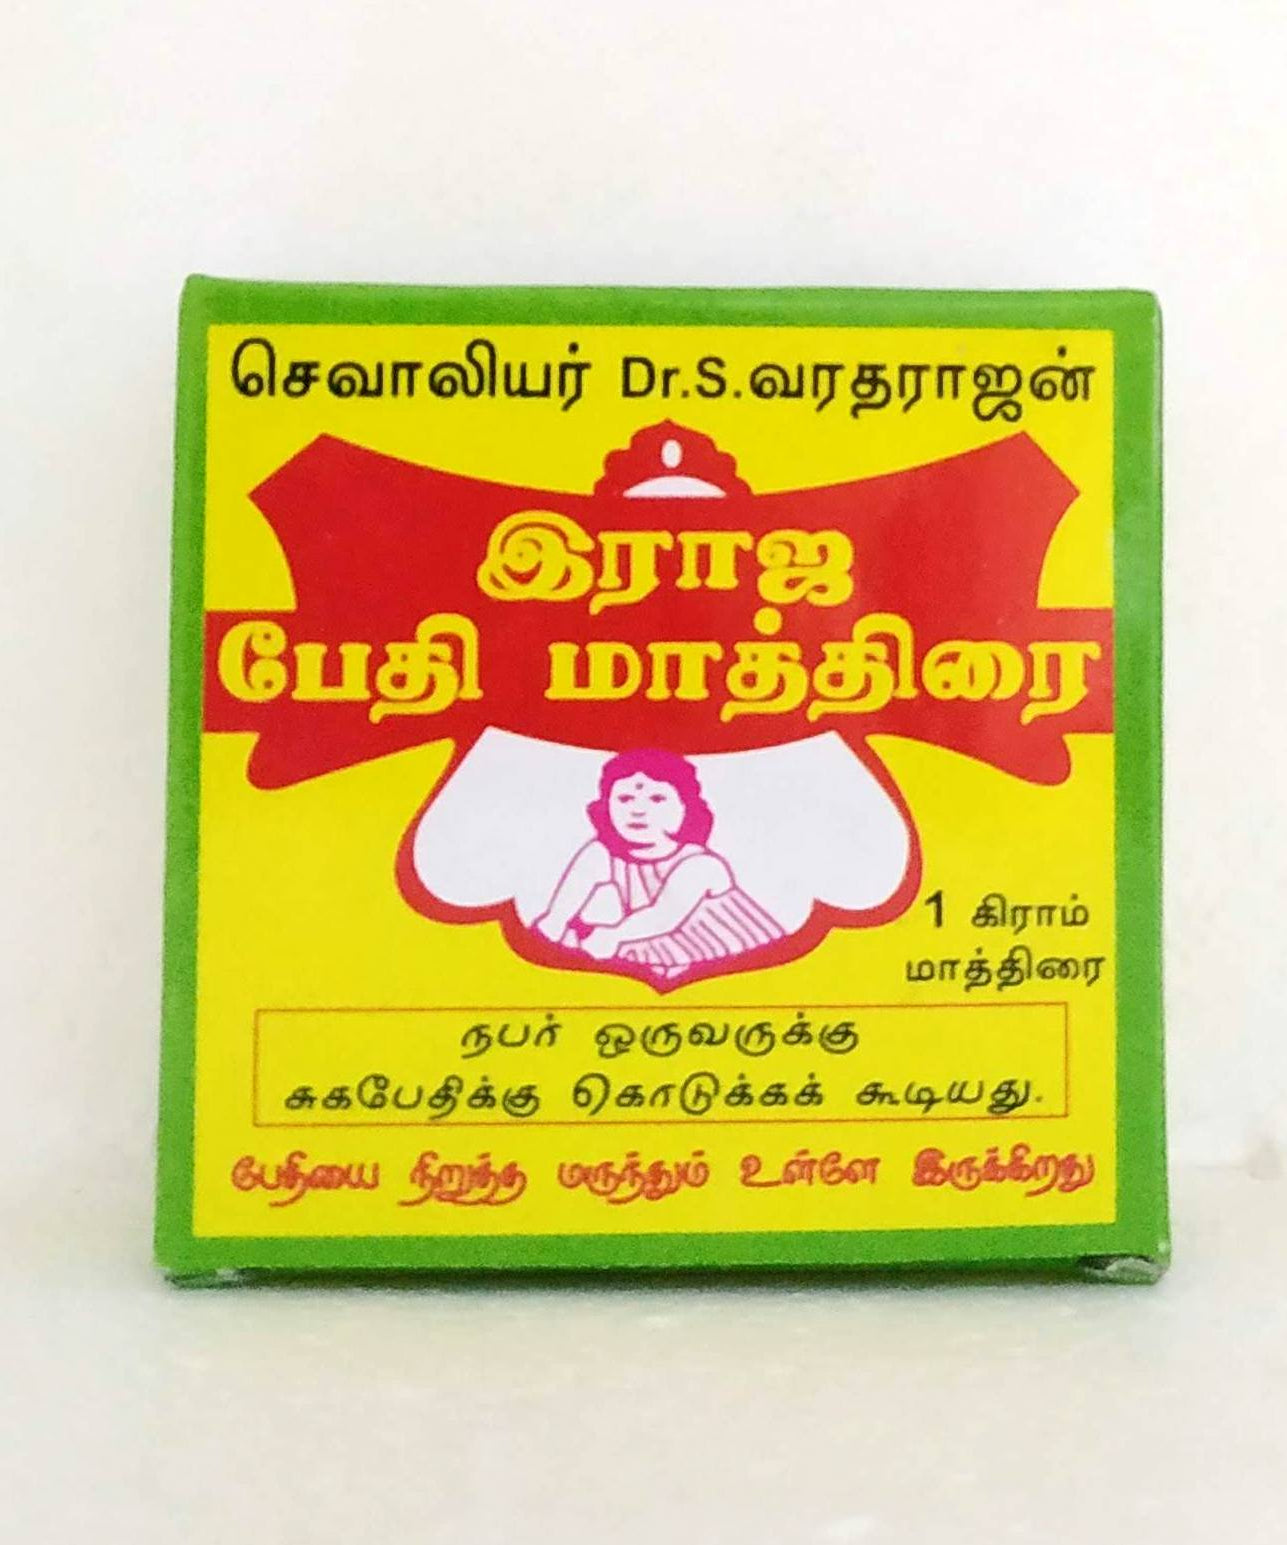 செவாலியர் Dr.S.வரதராஜன்
இராஜ
பேதி மாத்திரை
1 கிராம்
மாத்திரை
நபர் ஒருவருக்கு
சுகபேதிக்கு கொடுக்கக் கூடியது.
பேதியை நிறுத்த மருந்தும் உள்ளே இருக்கிறது